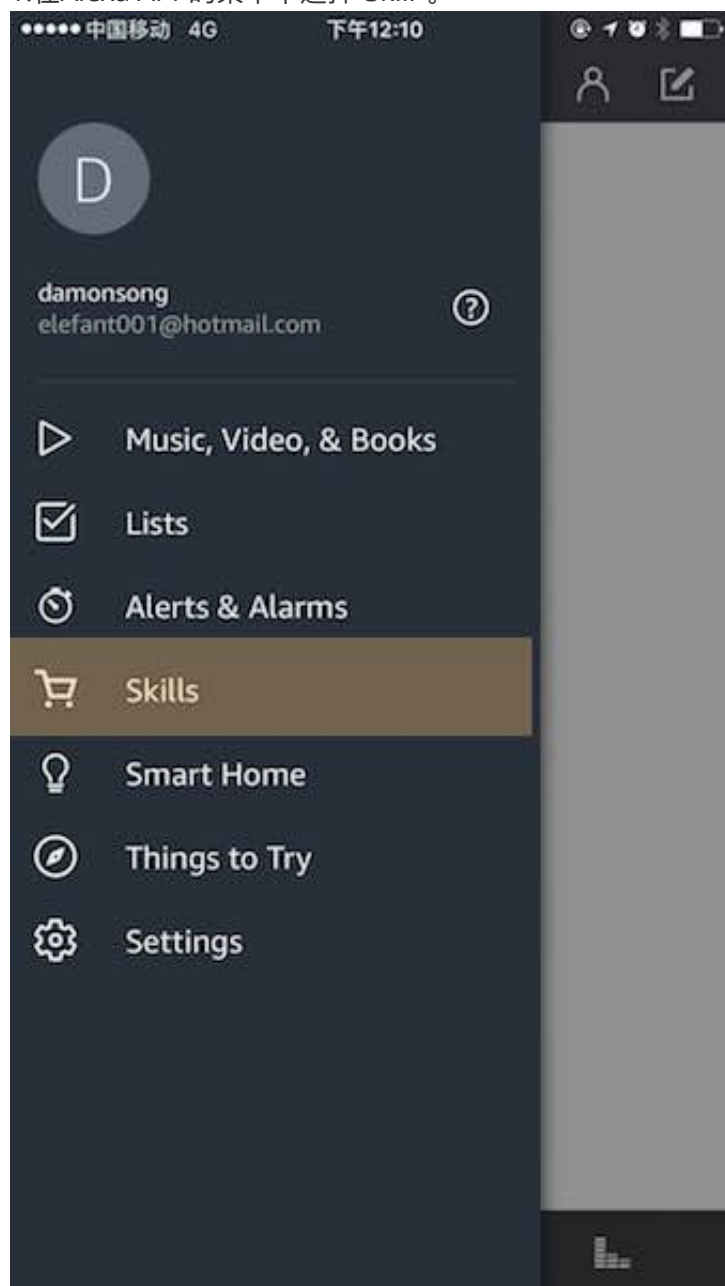 中国移动 4G 下午12:10
D
damonsong
elefant001@hotmail.com
Music, Video, & Books
Lists
Alerts & Alarms
Skills
Smart Home
Things to Try
Settings